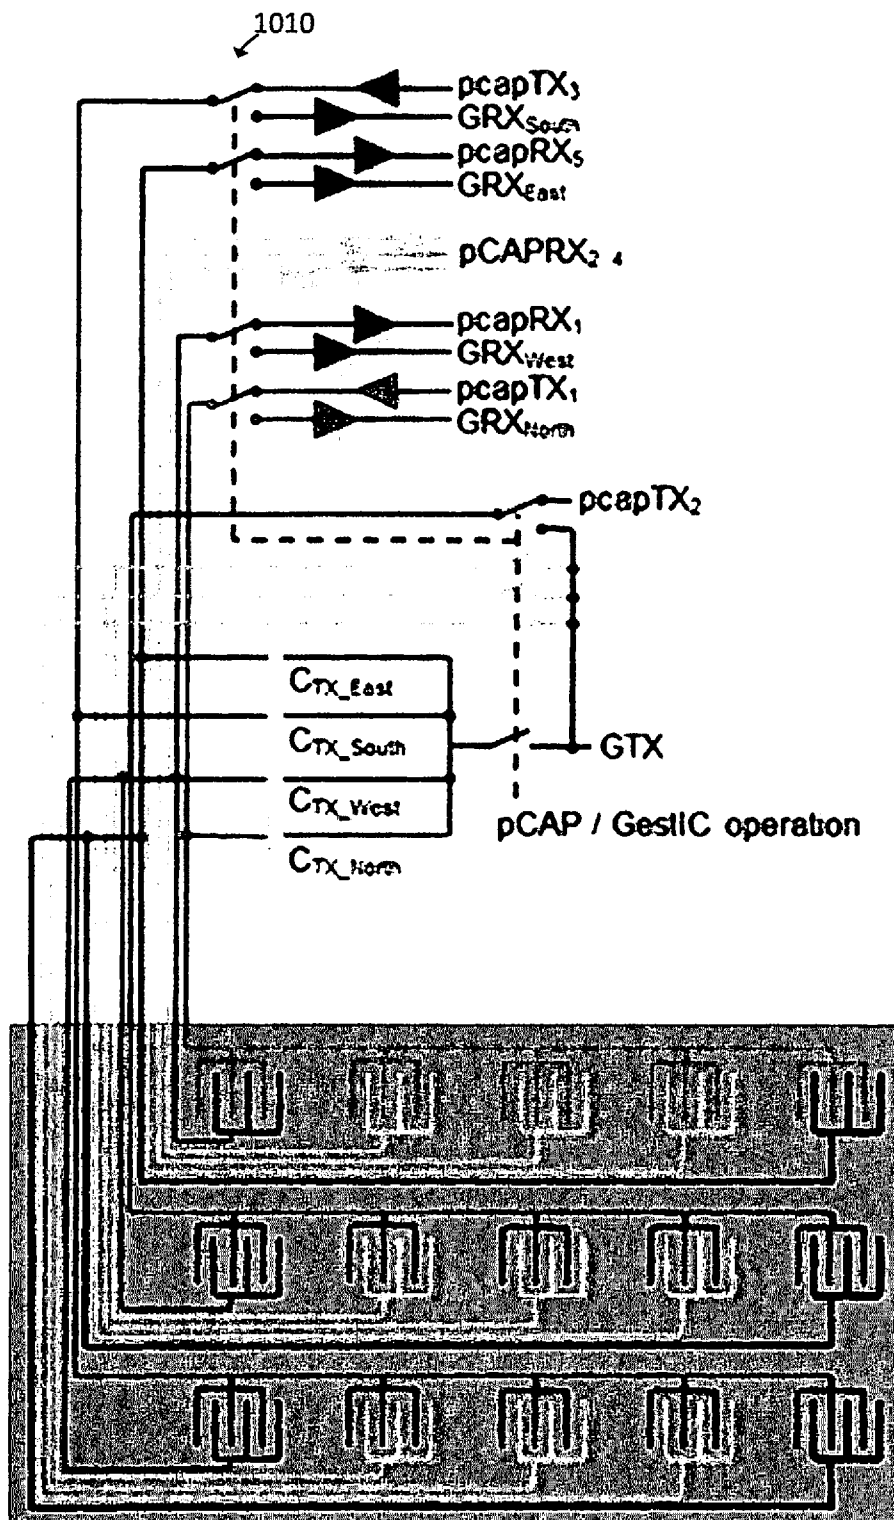 1010
pcapTX3
GRXSouth
pcapRX5
GRXEast
pCAPRX2 4
pcapRX1
GRXWest
pcapTX1
GRXNorth
pcapTX2
CTX_East
CTX_South
GTX
CTX_West
pCAP / GestIC operation
CTX_North